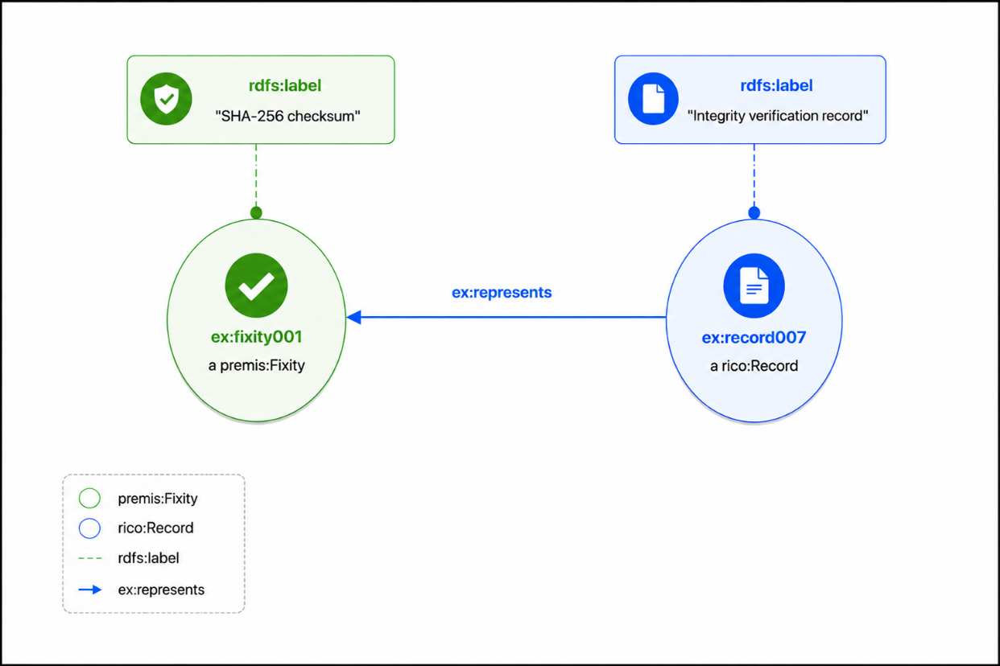 rdfs:label
"SHA-256 checksum"
rdfs:label
"Integrity verification record"
ex:represents
ex:fixity001
a premis:Fixity
ex:record007
a rico:Record
premis:Fixity
rico:Record
rdfs:label
ex:represents